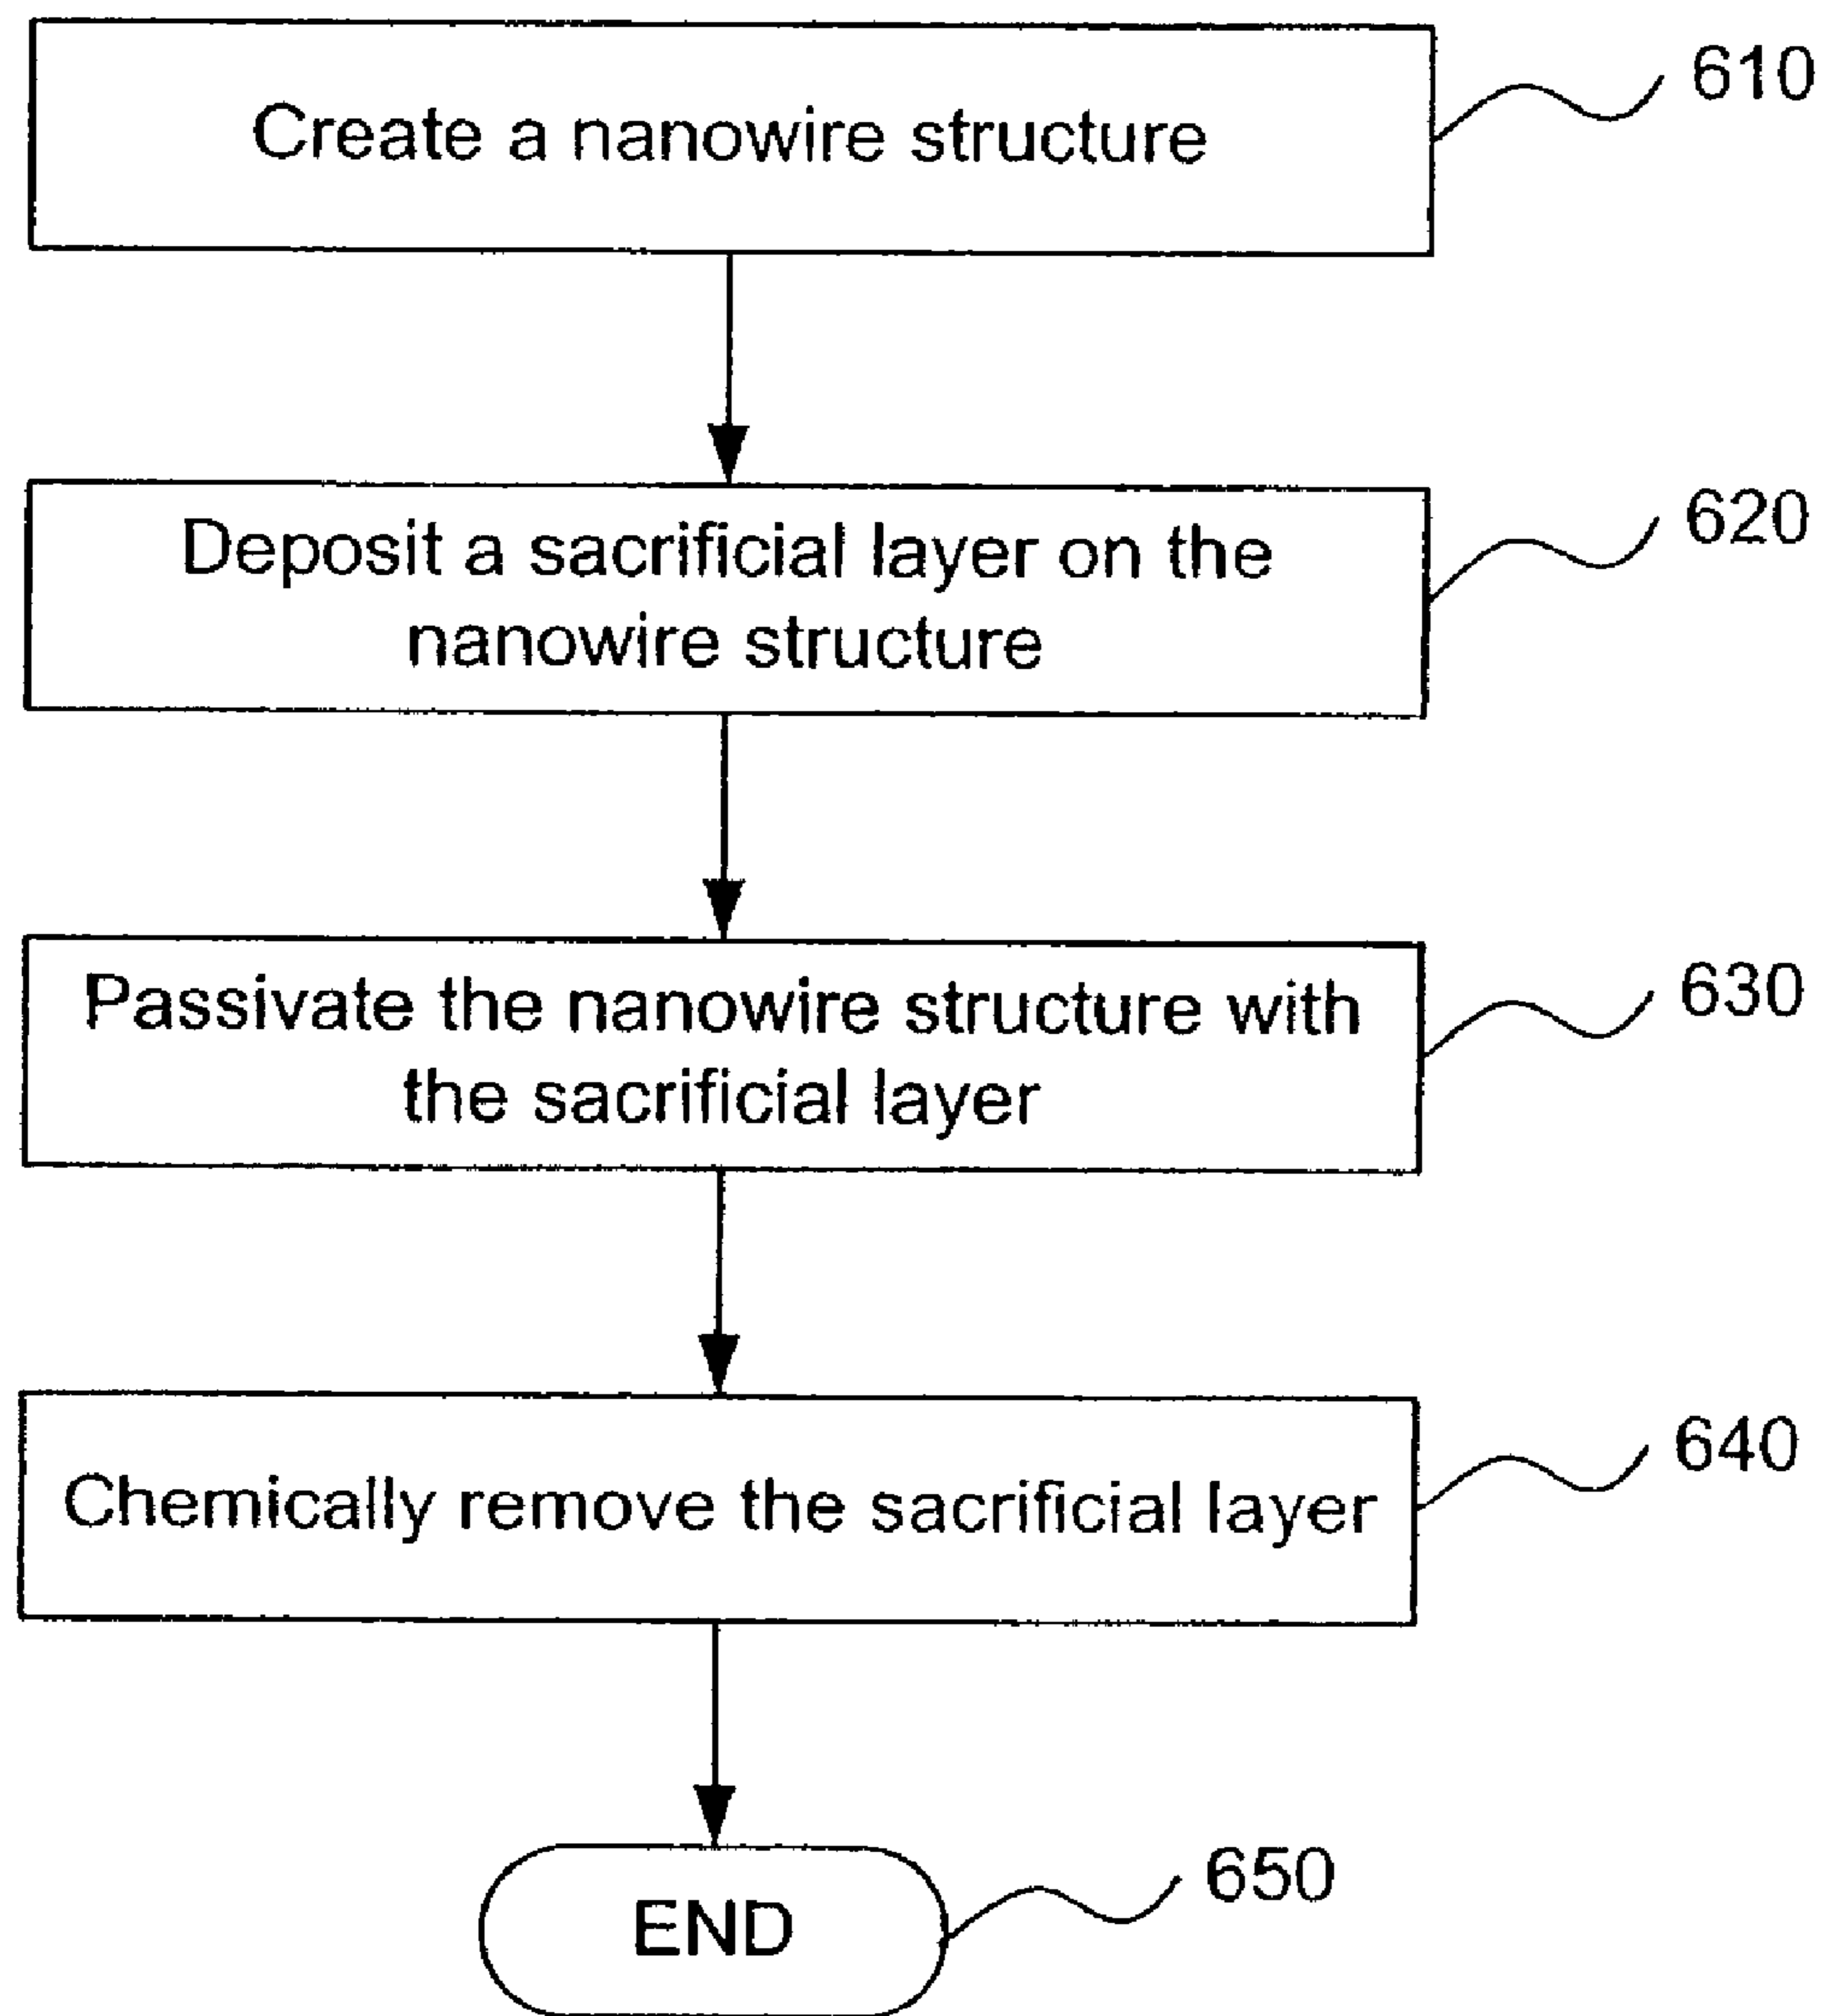 Create a nanowire structure
610
Deposit a sacrificial layer on the
nanowire structure
620
Passivate the nanowire structure with
the sacrificial layer
630
Chemically remove the sacrificial layer
640
END
650